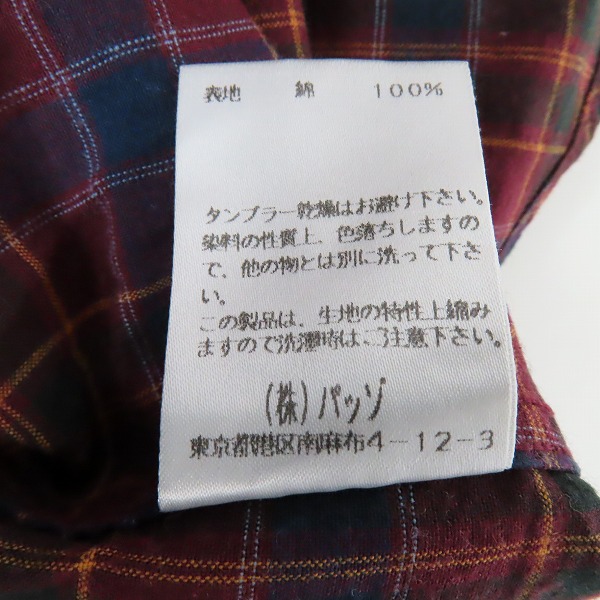 表地 綿 100%
タンブラー乾燥はお避け下さい。
染料の性質上、色落ちしますの
で、他の物とは別に洗って下さ
い。
この製品は、生地の特性上縮み
ますので洗濯時はご注意下さい。
(株)パッゾ
東京都港区南麻布4-12-3